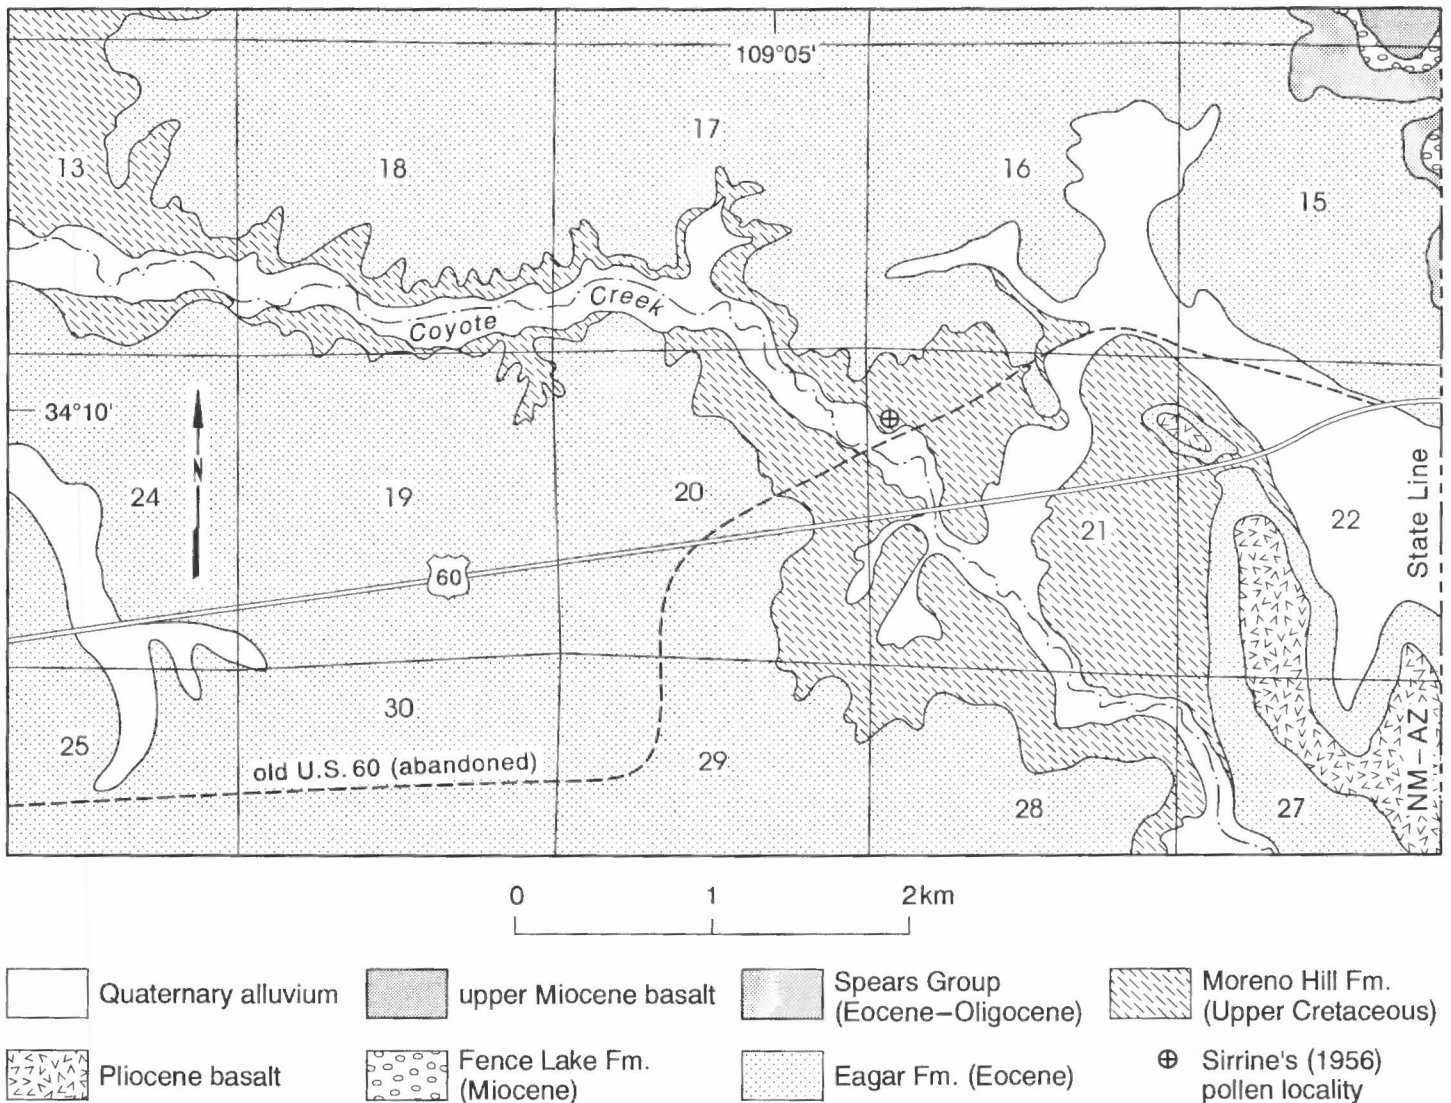 109°05'
17
13
18
16
15
Creek
Coyote
34°10'
N
24
19
20
21
22
State Line
60
30
25
29
old U.S. 60 (abandoned)
28
27
NM–AZ
0 1 2 km
Quaternary alluvium
upper Miocene basalt
Spears Group
(Eocene–Oligocene)
Moreno Hill Fm.
(Upper Cretaceous)
Pliocene basalt
Fence Lake Fm.
(Miocene)
Eagar Fm. (Eocene)
Sirrine's (1956)
pollen locality